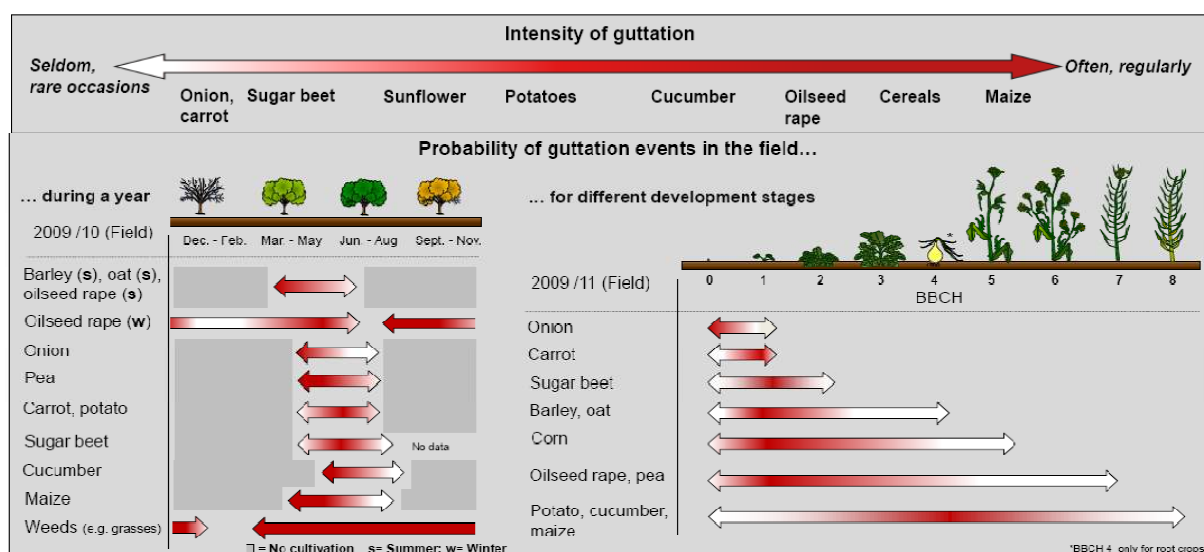 Intensity of guttation
Seldom,
rare occasions
Often, regularly
Onion,
carrot
Sugar beet
Sunflower
Potatoes
Cucumber
Oilseed
rape
Cereals
Maize
Probability of guttation events in the field...
... during a year
2009 /10 (Field)
Dec. - Feb. Mar. - May Jun. - Aug Sept. - Nov.
Barley (s), oat (s),
oilseed rape (s)
Oilseed rape (w)
Onion
Pea
Carrot, potato
Sugar beet
No data
Cucumber
Maize
Weeds (e.g. grasses)
= No cultivation s= Summer; w= Winter
... for different development stages
*
2009 /11 (Field)
0 1 2 3 4 5 6 7 8
BBCH
Onion
Carrot
Sugar beet
Barley, oat
Corn
Oilseed rape, pea
Potato, cucumber,
maize
*BBCH 4 only for root crops